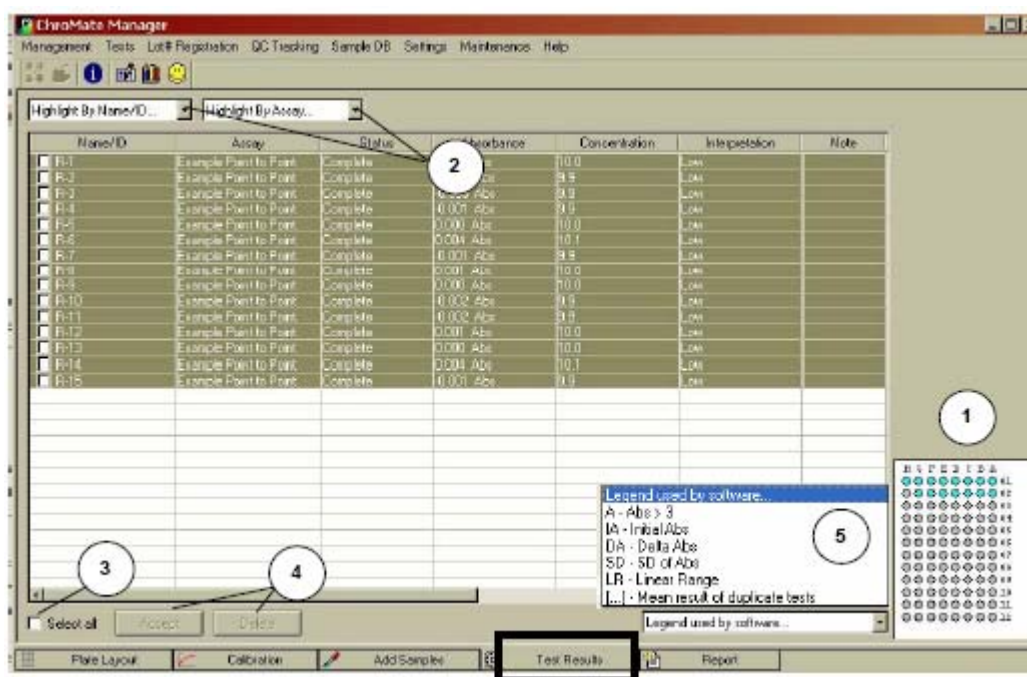 ChroMate Manager
Management Tests Lot# Registration QC Tracking Sample DB Settings Maintenance Help
Highlight By Name/ID... Highlight By Assay...
Name/ID Assay Status Absorbance Concentration Interpretation Note
R-1 Example Point to Point Complete 10.0 Low
R-2 Example Point to Point Complete Abs 9.9 Low
R-3 Example Point to Point Complete Abs 9.9 Low
R-4 Example Point to Point Complete -0.001 Abs 9.9 Low
R-5 Example Point to Point Complete 0.000 Abs 10.0 Low
R-6 Example Point to Point Complete 0.004 Abs 10.1 Low
R-7 Example Point to Point Complete -0.001 Abs 9.9 Low
R-8 Example Point to Point Complete 0.001 Abs 10.0 Low
R-9 Example Point to Point Complete 0.000 Abs 10.0 Low
R-10 Example Point to Point Complete -0.002 Abs 9.9 Low
R-11 Example Point to Point Complete -0.002 Abs 9.9 Low
R-12 Example Point to Point Complete 0.001 Abs 10.0 Low
R-13 Example Point to Point Complete 0.000 Abs 10.0 Low
R-14 Example Point to Point Complete 0.004 Abs 10.1 Low
R-15 Example Point to Point Complete -0.001 Abs 9.9 Low
2
1
Legend used by software...
A - Abs > 3
IA - Initial Abs
DA - Delta Abs
SD - SD of Abs
LR - Linear Range
[...] - Mean result of duplicate tests
5
3
4
Select all Accept Delete Legend used by software...
Plate Layout Calibration Add Samples Test Results Report